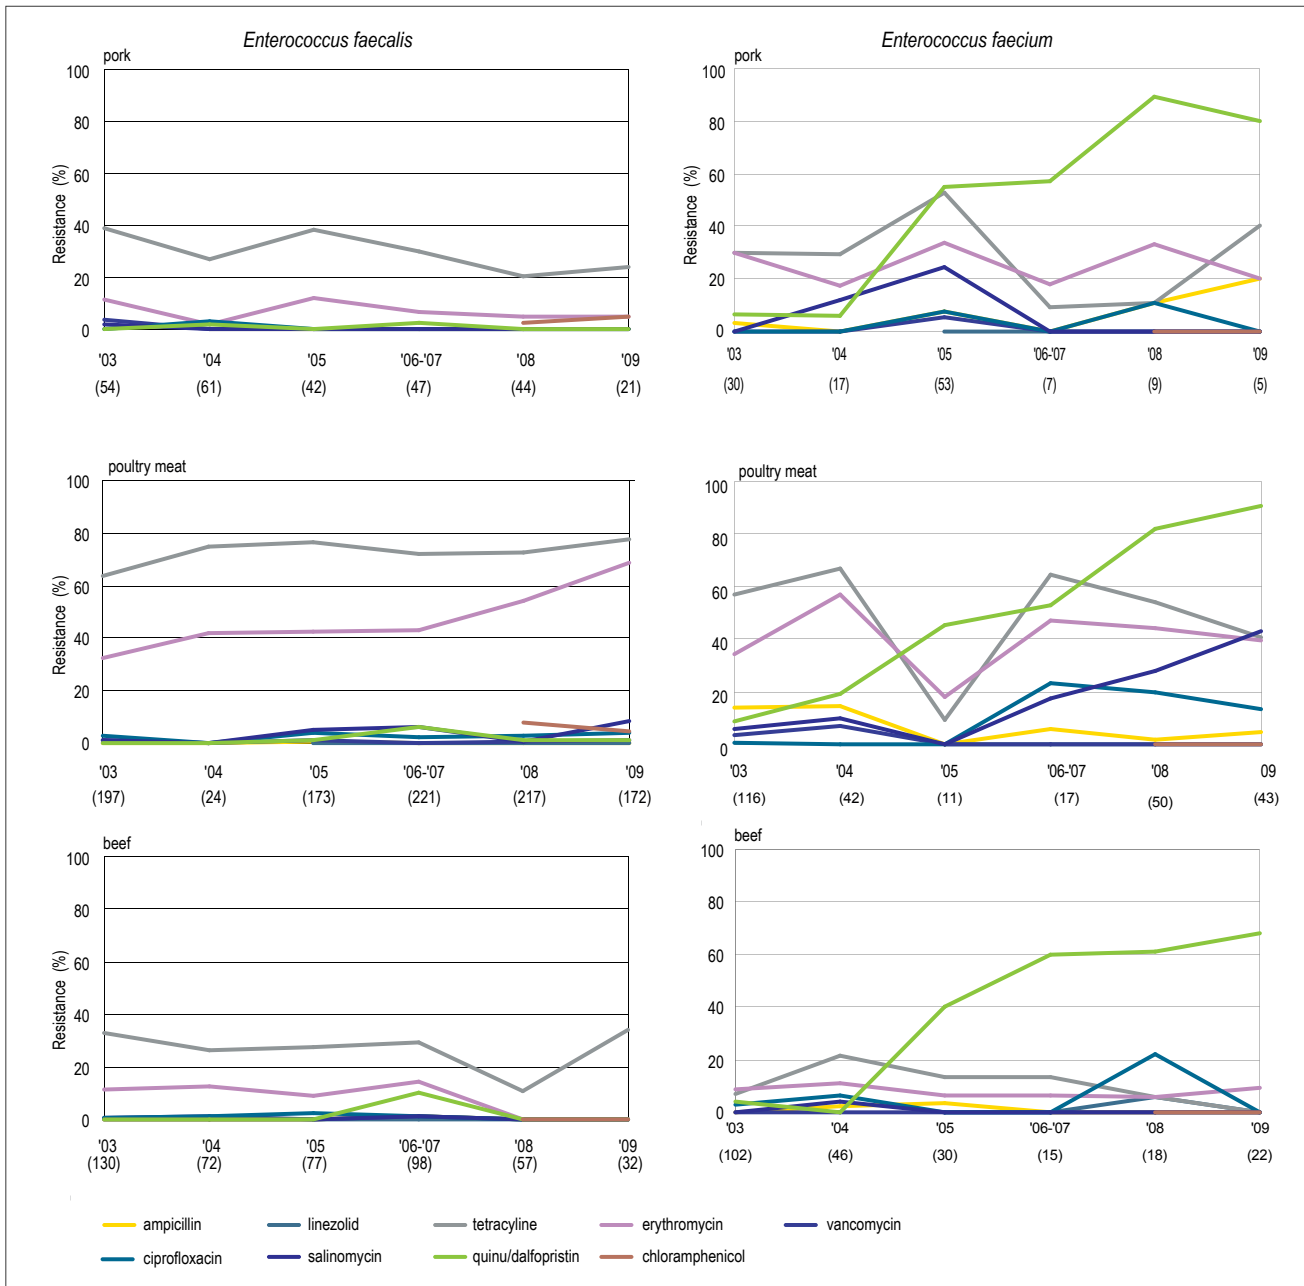 Enterococcus faecalis
Enterococcus faecium
pork
100
80
60
40
20
0
Resistance (%)
'03 '04 '05 '06-'07 '08 '09
(54) (61) (42) (47) (44) (21)
pork
100
80
60
40
20
0
Resistance (%)
'03 '04 '05 '06-'07 '08 '09
(30) (17) (53) (7) (9) (5)
poultry meat
100
80
60
40
20
0
Resistance (%)
'03 '04 '05 '06-'07 '08 '09
(197) (24) (173) (221) (217) (172)
poultry meat
100
80
60
40
20
0
'03 '04 '05 '06-'07 '08 09
(116) (42) (11) (17) (50) (43)
beef
100
80
60
40
20
0
Resistance (%)
'03 '04 '05 '06-'07 '08 '09
(130) (72) (77) (98) (57) (32)
beef
100
80
60
40
20
0
'03 '04 '05 '06-'07 '08 '09
(102) (46) (30) (15) (18) (22)
ampicillin linezolid tetracyline erythromycin vancomycin
ciprofloxacin salinomycin quinu/dalfopristin chloramphenicol